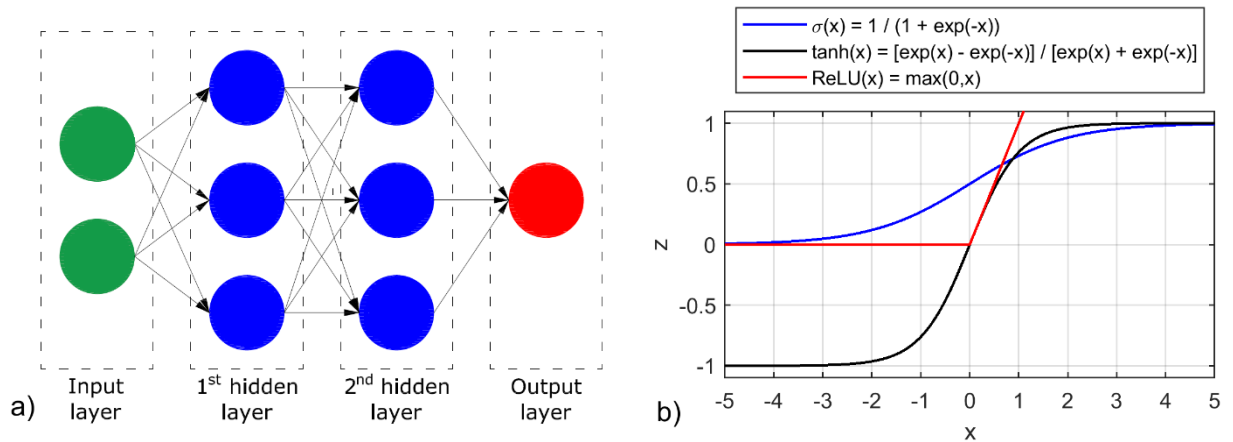 Input
layer
1st hidden
layer
2nd hidden
layer
Output
layer
a)
σ(x) = 1 / (1 + exp(-x))
tanh(x) = [exp(x) - exp(-x)] / [exp(x) + exp(-x)]
ReLU(x) = max(0,x)
1
0.5
0
-0.5
-1
z
-5 -4 -3 -2 -1 0 1 2 3 4 5
x
b)